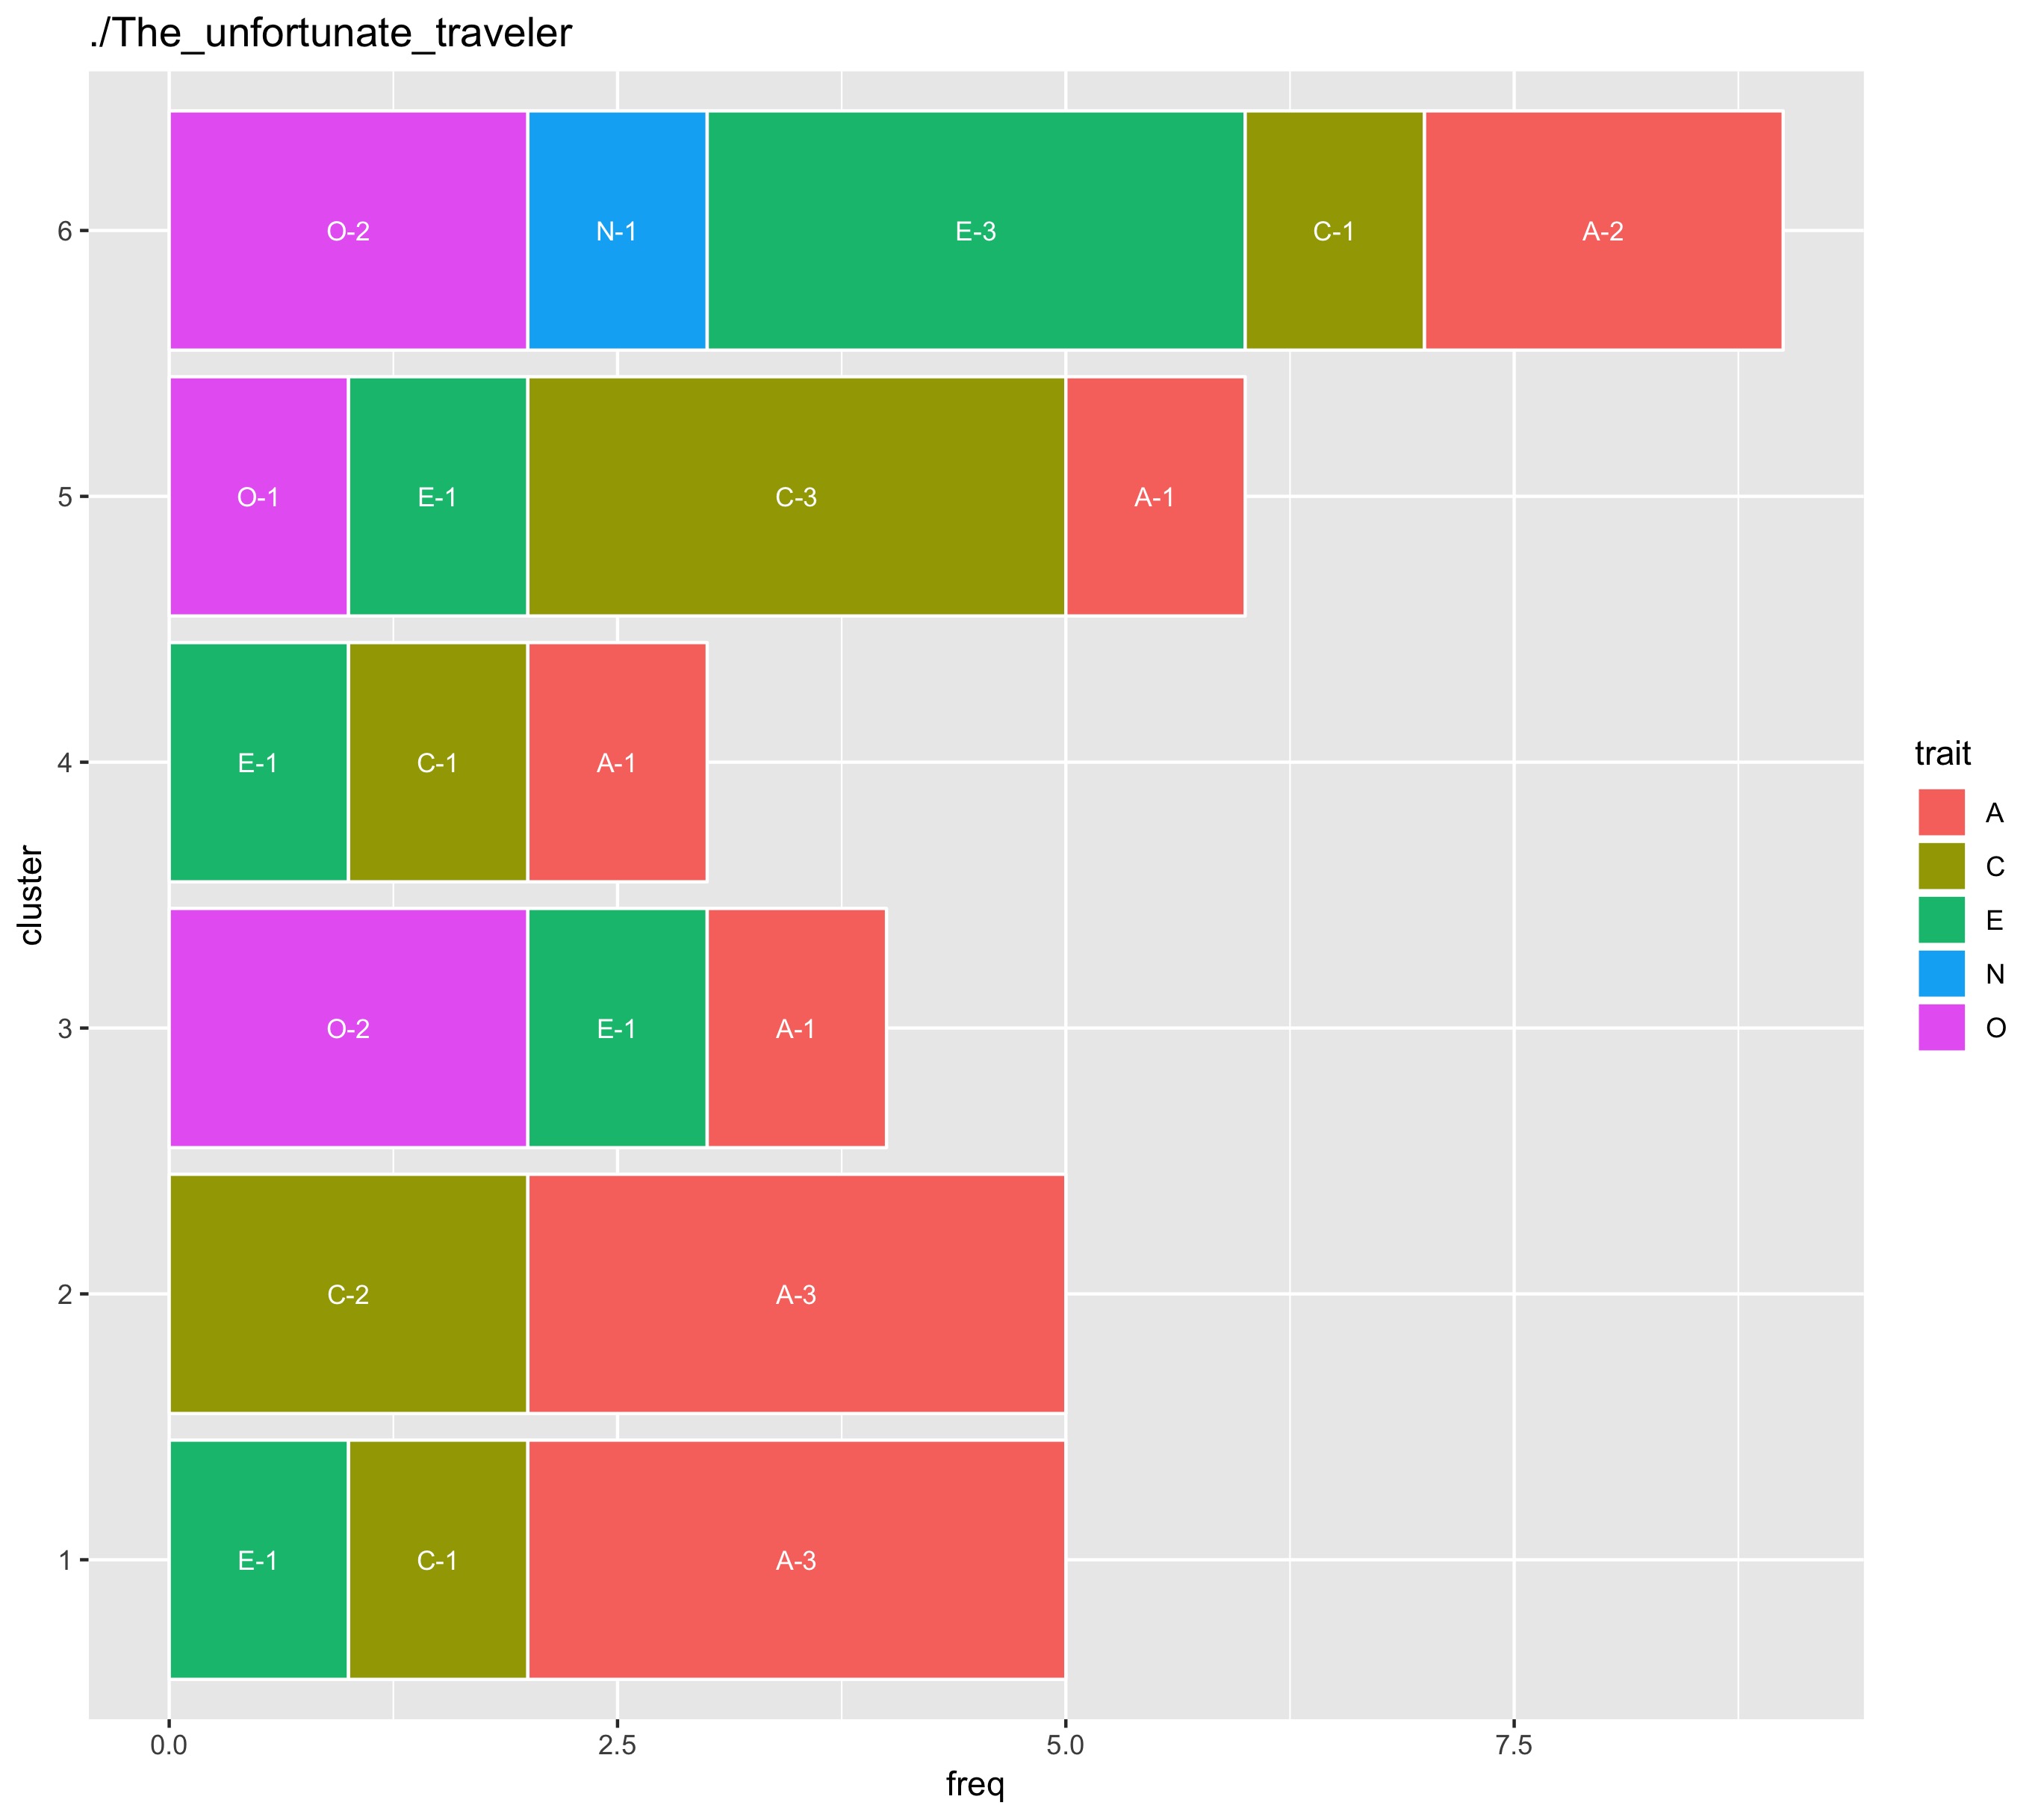 ./The_unfortunate_traveler
6
O-2 N-1 E-3 C-1 A-2
5
O-1 E-1 C-3 A-1
4
E-1 C-1 A-1
3
O-2 E-1 A-1
2
C-2 A-3
1
E-1 C-1 A-3
0.0 2.5 5.0 7.5
freq
cluster
trait
A
C
E
N
O